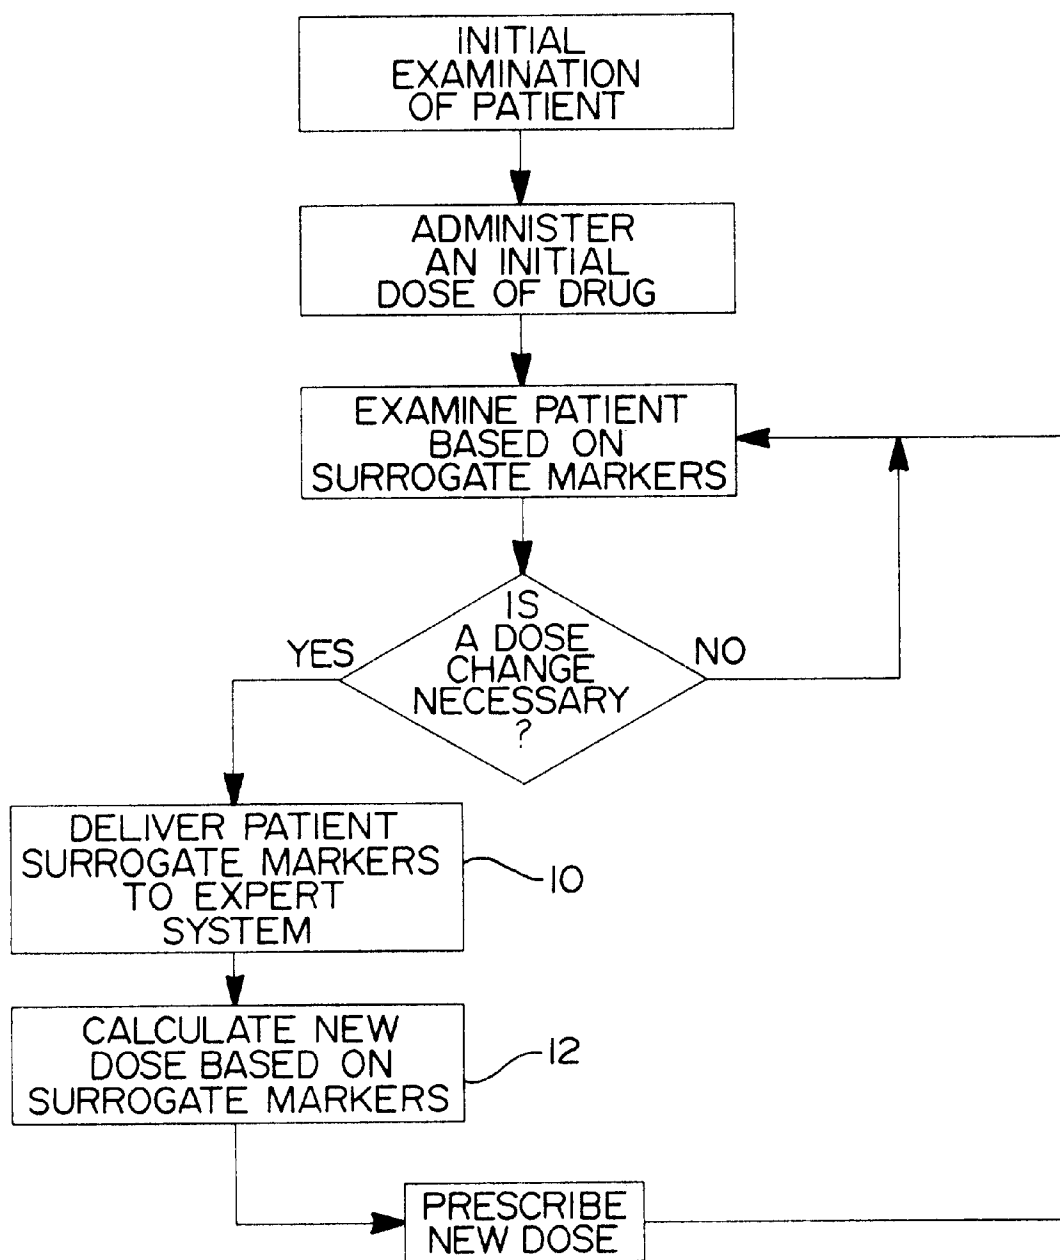 INITIAL
EXAMINATION
OF PATIENT
ADMINISTER
AN INITIAL
DOSE OF DRUG
EXAMINE PATIENT
BASED ON
SURROGATE MARKERS
IS
A DOSE
CHANGE
NECESSARY
?
YES
NO
DELIVER PATIENT
SURROGATE MARKERS
TO EXPERT
SYSTEM
10
CALCULATE NEW
DOSE BASED ON
SURROGATE MARKERS
12
PRESCRIBE
NEW DOSE